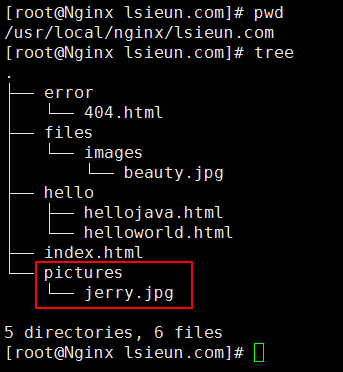 [root@Nginx lsieun.com]# pwd
/usr/local/nginx/lsieun.com
[root@Nginx lsieun.com]# tree
.
├── error
│   └── 404.html
├── files
│   └── images
│       └── beauty.jpg
├── hello
│   ├── hellojava.html
│   └── helloworld.html
├── index.html
└── pictures
    └── jerry.jpg

5 directories, 6 files
[root@Nginx lsieun.com]#